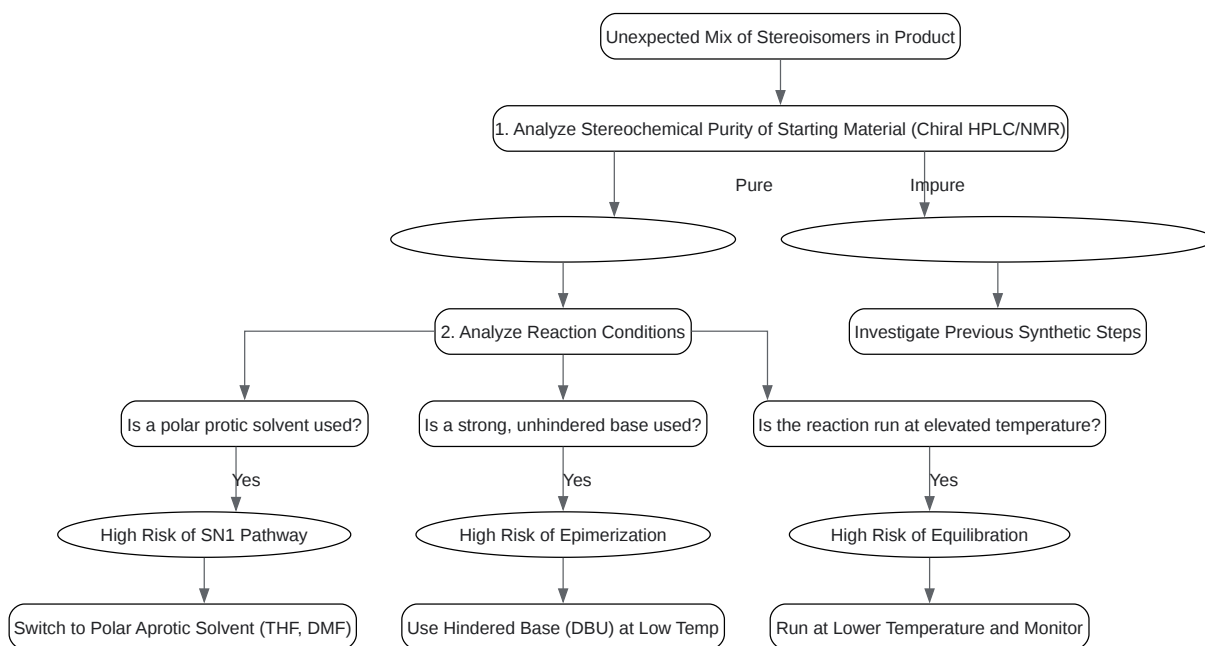 Unexpected Mix of Stereoisomers in Product
1. Analyze Stereochemical Purity of Starting Material (Chiral HPLC/NMR)
Pure
Impure
2. Analyze Reaction Conditions
Investigate Previous Synthetic Steps
Is a polar protic solvent used?
Is a strong, unhindered base used?
Is the reaction run at elevated temperature?
Yes
Yes
Yes
High Risk of SN1 Pathway
High Risk of Epimerization
High Risk of Equilibration
Switch to Polar Aprotic Solvent (THF, DMF)
Use Hindered Base (DBU) at Low Temp
Run at Lower Temperature and Monitor